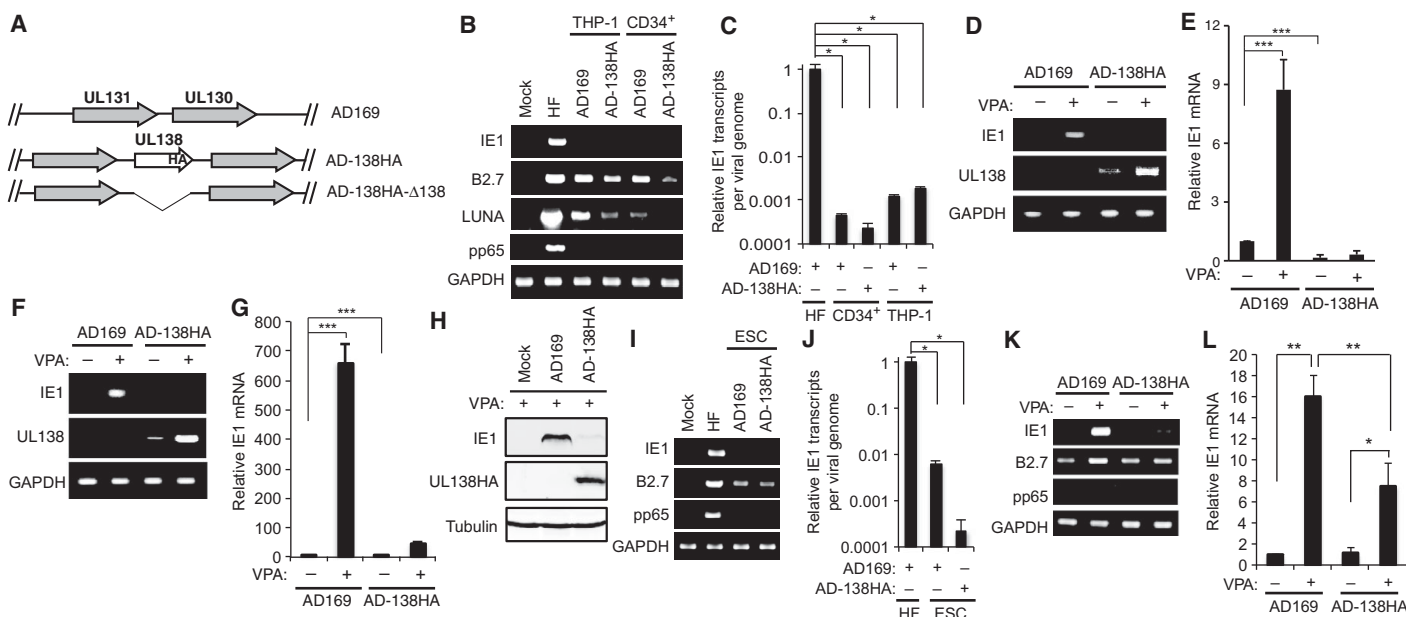 A
UL131 UL130
AD169
UL138
HA
AD-138HA
AD-138HA-Δ138
B
THP-1 CD34+
Mock HF AD169 AD-138HA AD169 AD-138HA
IE1
B2.7
LUNA
pp65
GAPDH
C
* * * *
Relative IE1 transcripts
per viral genome
1
0.1
0.01
0.001
0.0001
AD169: + + – + –
AD-138HA: – – + – +
HF CD34+ THP-1
D
AD169 AD-138HA
VPA: – + – +
IE1
UL138
GAPDH
E
***
***
Relative IE1 mRNA
12
9
6
3
0
VPA: – + – +
AD169 AD-138HA
F
AD169 AD-138HA
VPA: – + – +
IE1
UL138
GAPDH
G
***
***
Relative IE1 mRNA
800
700
600
500
400
300
200
100
0
VPA: – + – +
AD169 AD-138HA
H
Mock AD169 AD-138HA
VPA: + + +
IE1
UL138HA
Tubulin
I
ESC
Mock HF AD169 AD-138HA
IE1
B2.7
pp65
GAPDH
J
*
*
Relative IE1 transcripts
per viral genome
1
0.1
0.01
0.001
0.0001
AD169: + + –
AD-138HA: – – +
HF ESC
K
AD169 AD-138HA
VPA: – + – +
IE1
B2.7
pp65
GAPDH
L
** **
*
Relative IE1 mRNA
20
18
16
14
12
10
8
6
4
2
0
VPA: – + – +
AD169 AD-138HA